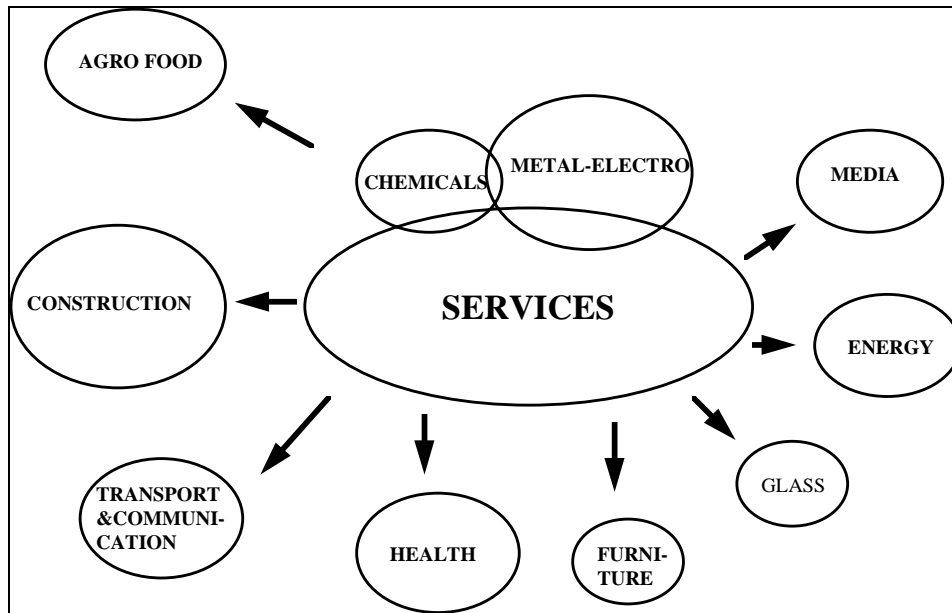 AGRO FOOD
METAL-ELECTRO
CHEMICALS
MEDIA
CONSTRUCTION
SERVICES
ENERGY
GLASS
TRANSPORT
&COMMUNI-
CATION
HEALTH
FURNI-
TURE